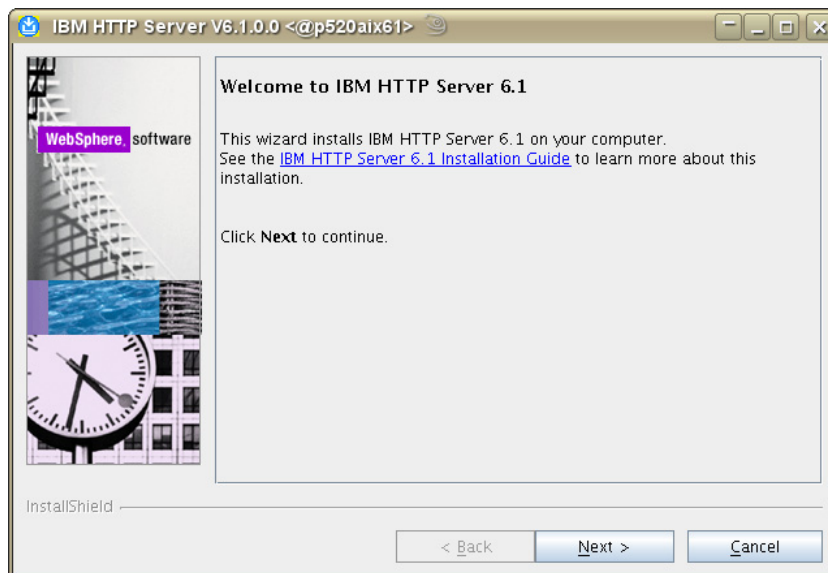 IBM HTTP Server V6.1.0.0 <@p520aix61>
WebSphere. software
Welcome to IBM HTTP Server 6.1
This wizard installs IBM HTTP Server 6.1 on your computer.
See the IBM HTTP Server 6.1 Installation Guide to learn more about this
installation.
Click Next to continue.
InstallShield
< Back
Next >
Cancel